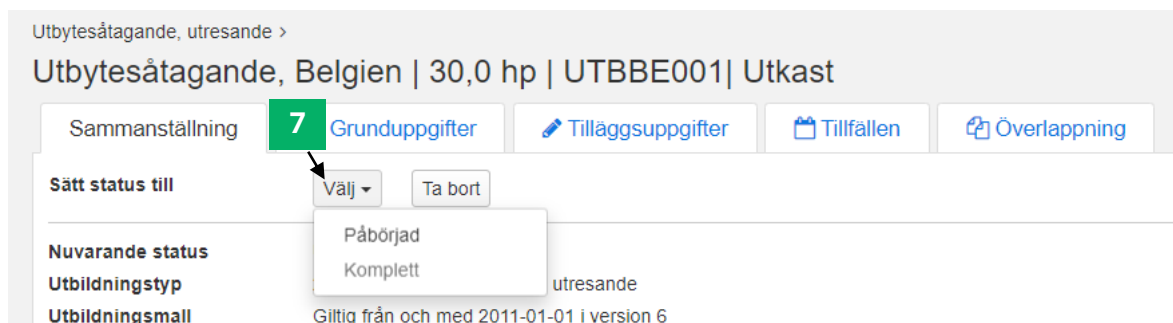 Utbytesåtagande, utresande >
Utbytesåtagande, Belgien | 30,0 hp | UTBBE001| Utkast
Sammanställning 7 Grunduppgifter Tilläggsuppgifter Tillfällen Överlappning
Sätt status till Välj Ta bort
Påbörjad
Nuvarande status
Komplett
Utbildningstyp utresande
Utbildningsmall Giltig från och med 2011-01-01 i version 6